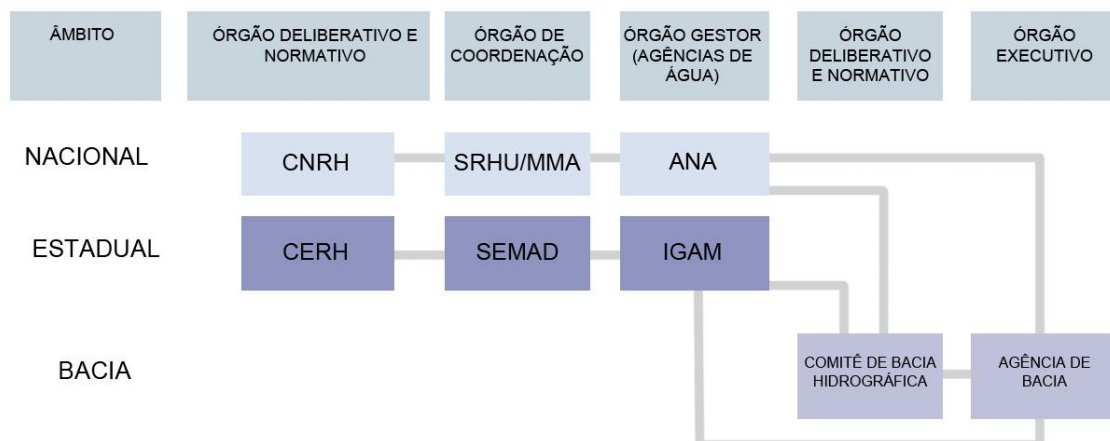 ÂMBITO
ÓRGÃO DELIBERATIVO E
NORMATIVO
ÓRGÃO DE
COORDENAÇÃO
ÓRGÃO GESTOR
(AGÊNCIAS DE
ÁGUA)
ÓRGÃO
DELIBERATIVO
E NORMATIVO
ÓRGÃO
EXECUTIVO
NACIONAL
CNRH
SRHU/MMA
ANA
ESTADUAL
CERH
SEMAD
IGAM
BACIA
COMITÊ DE BACIA
HIDROGRÁFICA
AGÊNCIA DE
BACIA